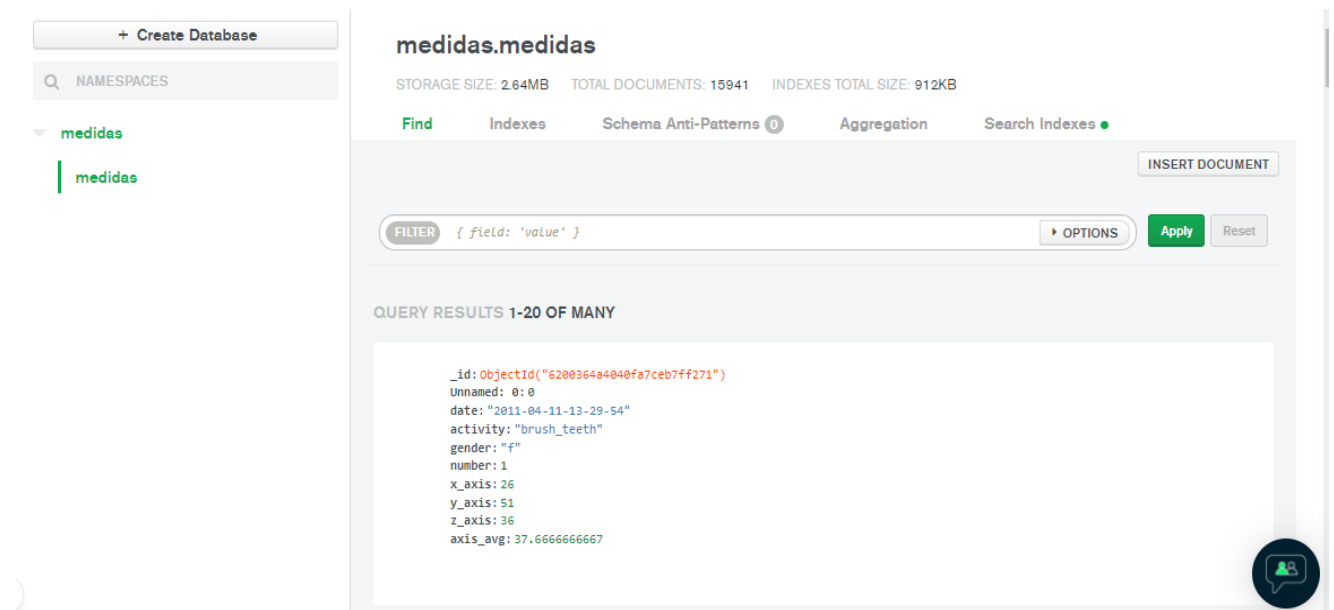 + Create Database
NAMESPACES
medidas
medidas
medidas.medidas
STORAGE SIZE: 2.64MB TOTAL DOCUMENTS: 15941 INDEXES TOTAL SIZE: 912KB
Find Indexes Schema Anti-Patterns 0 Aggregation Search Indexes
INSERT DOCUMENT
FILTER { field: 'value' } OPTIONS Apply Reset
QUERY RESULTS 1-20 OF MANY
_id: ObjectId("6200364a4040fa7ceb7ff271")
Unnamed: 0: 0
date: "2011-04-11-13-29-54"
activity: "brush_teeth"
gender: "f"
number: 1
x_axis: 26
y_axis: 51
z_axis: 36
axis_avg: 37.6666666667